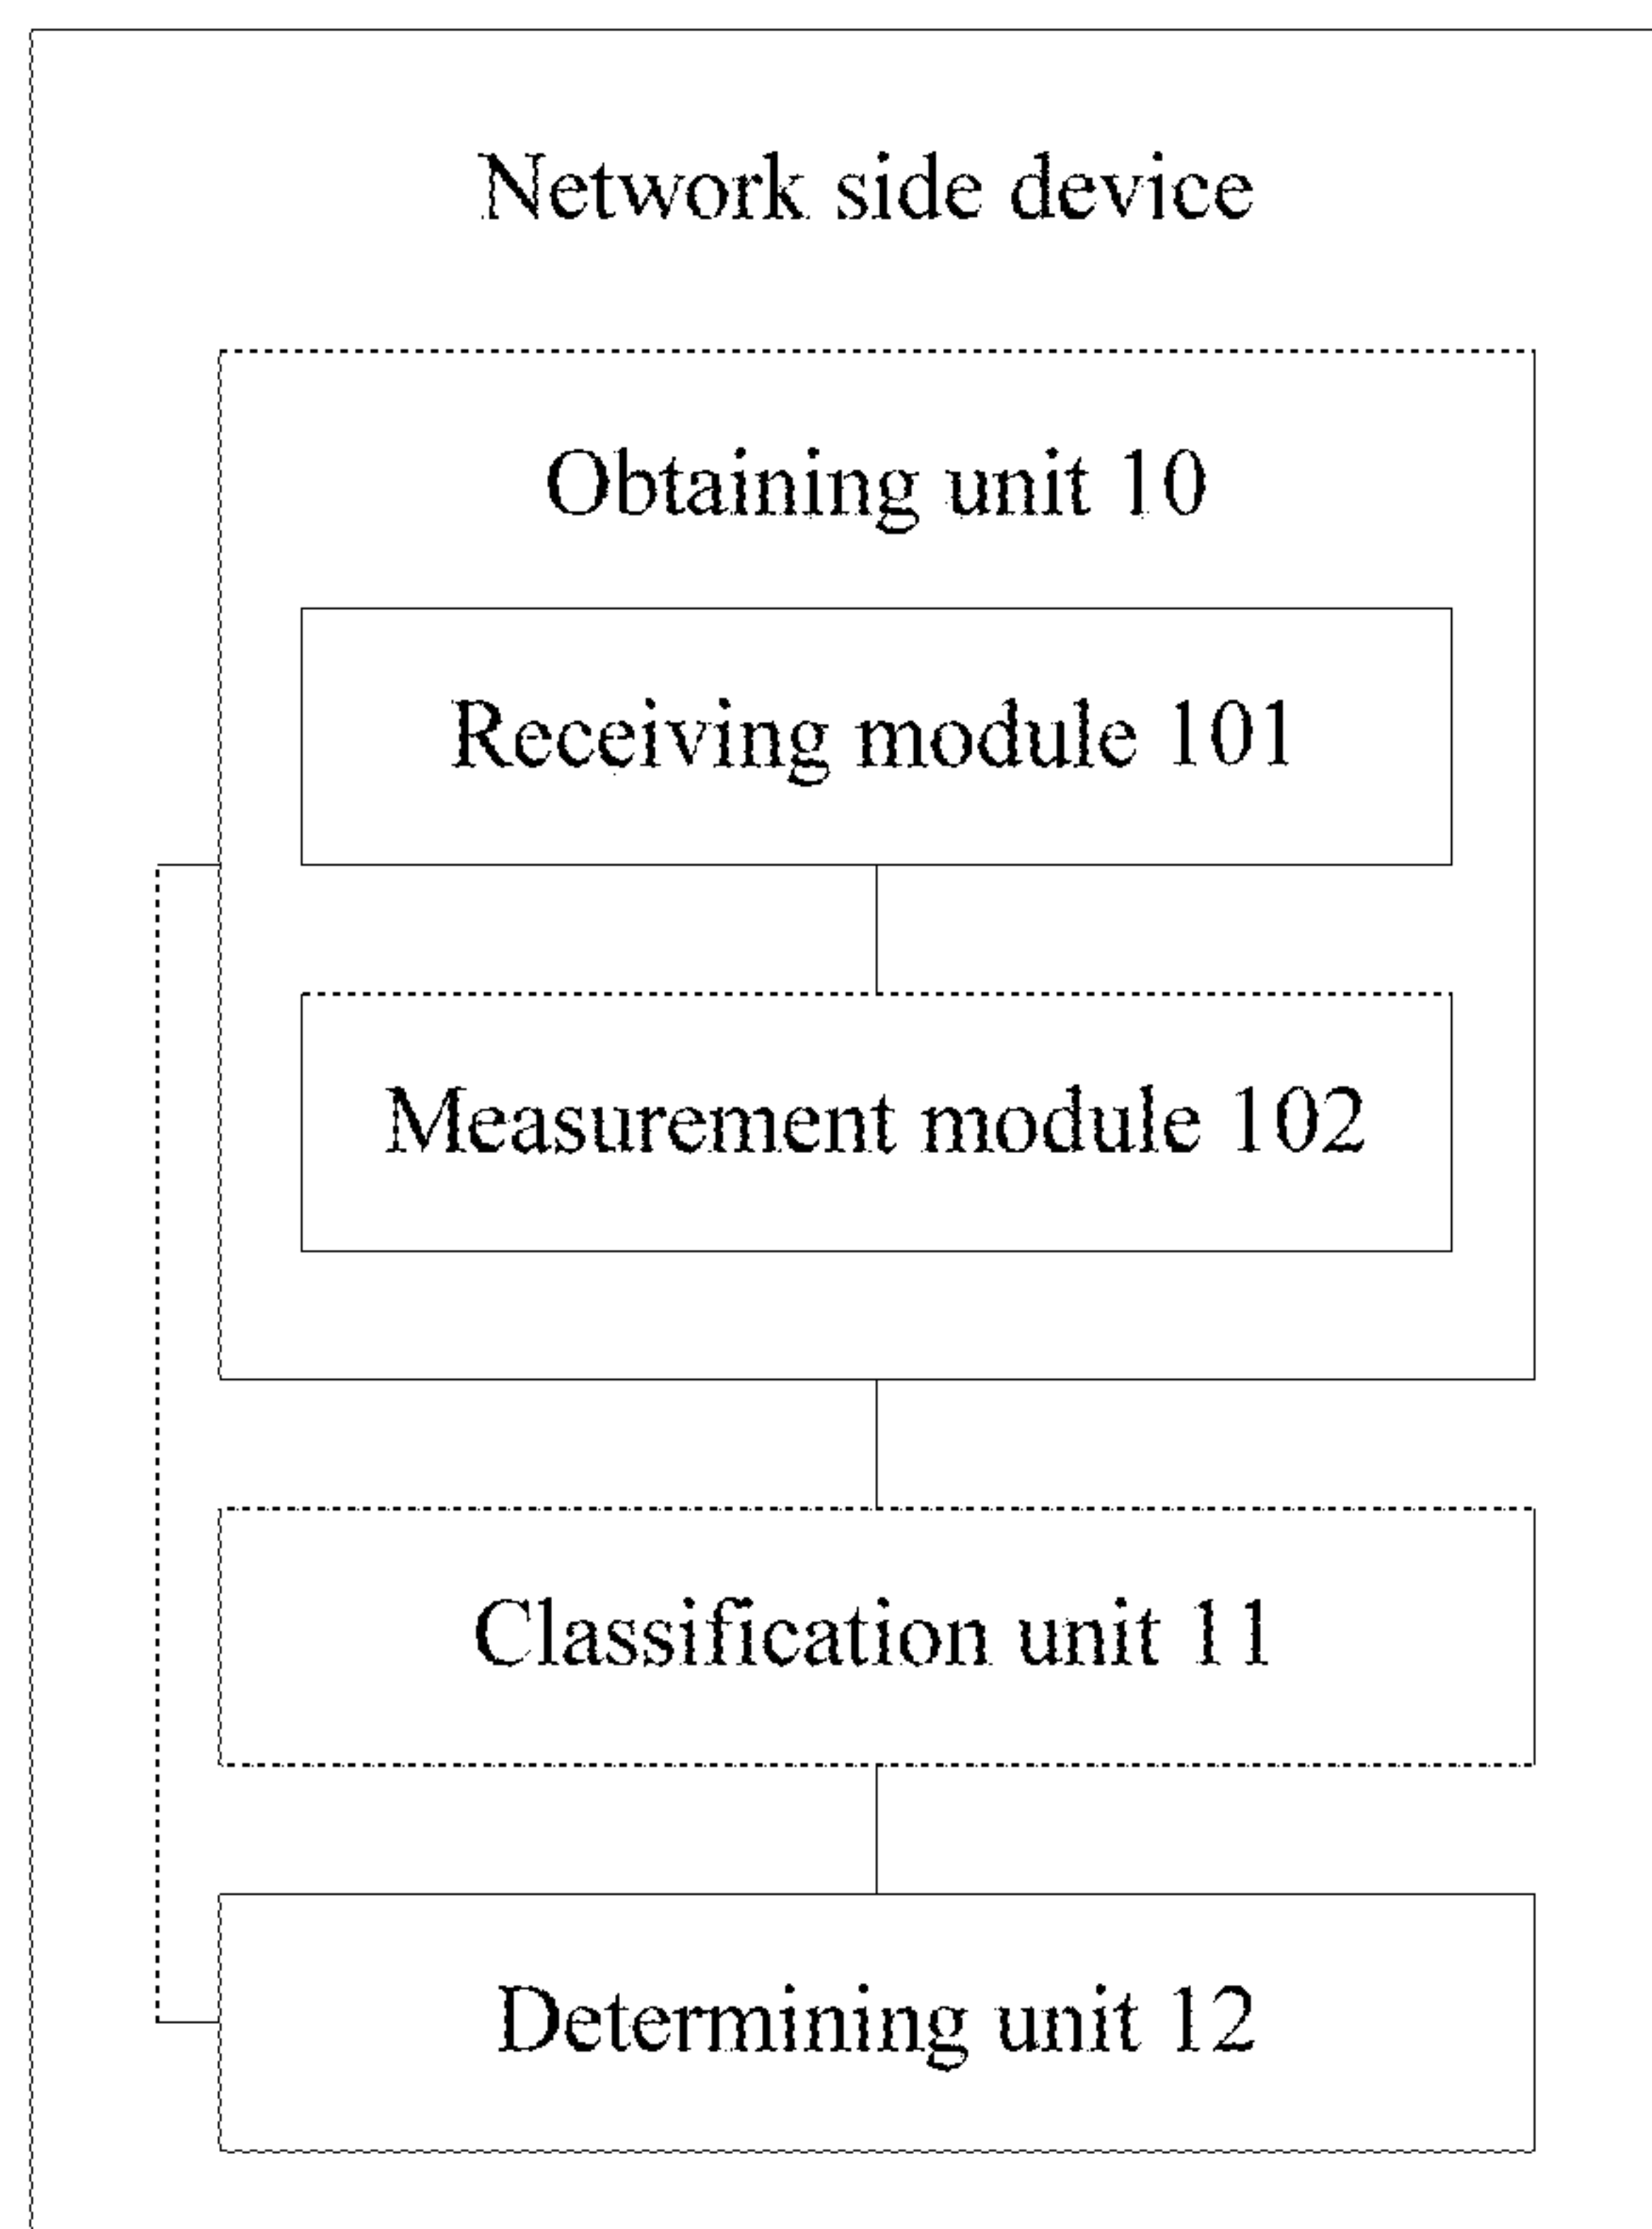 Network side device
Obtaining unit 10
Receiving module 101
Measurement module 102
Classification unit 11
Determining unit 12